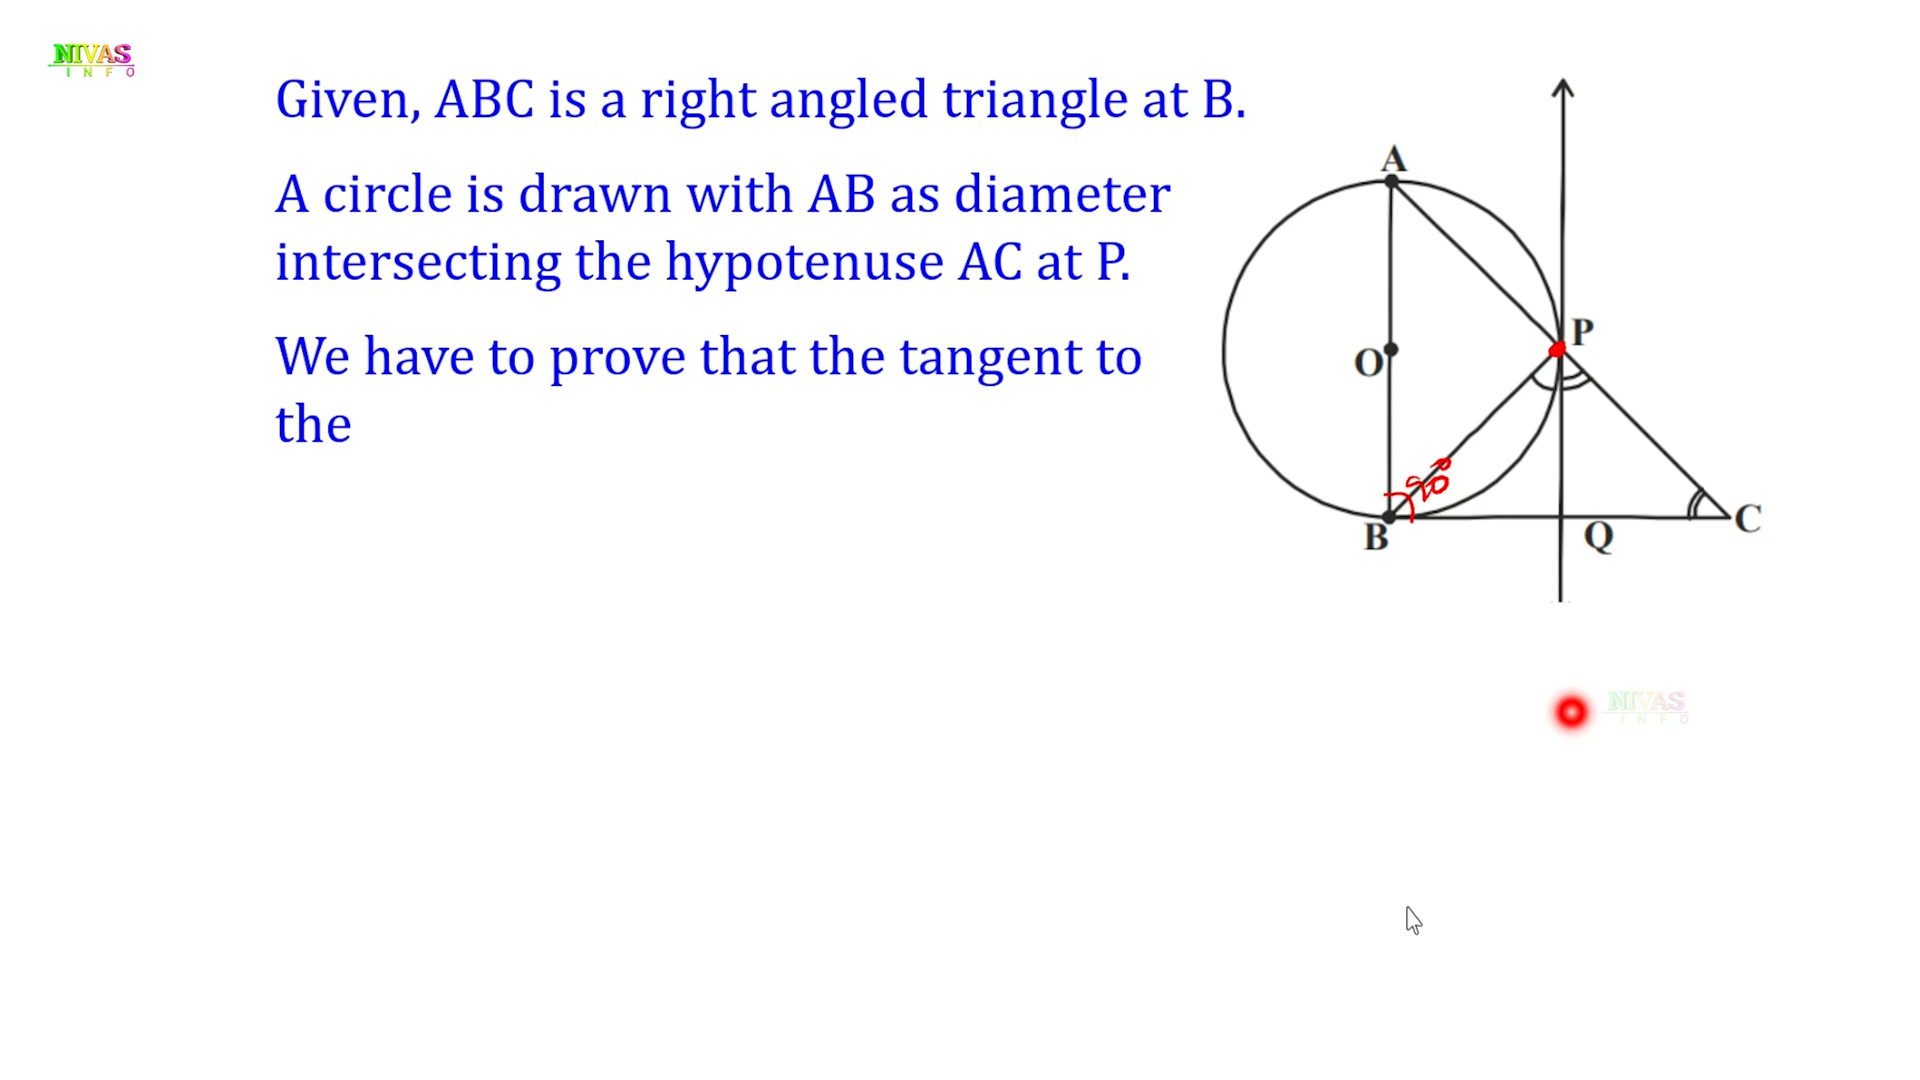 NIVAS
INFO
Given, ABC is a right angled triangle at B.
A circle is drawn with AB as diameter
intersecting the hypotenuse AC at P.
We have to prove that the tangent to
the
A
P
O
90°
B
Q
C
NIVAS
INFO